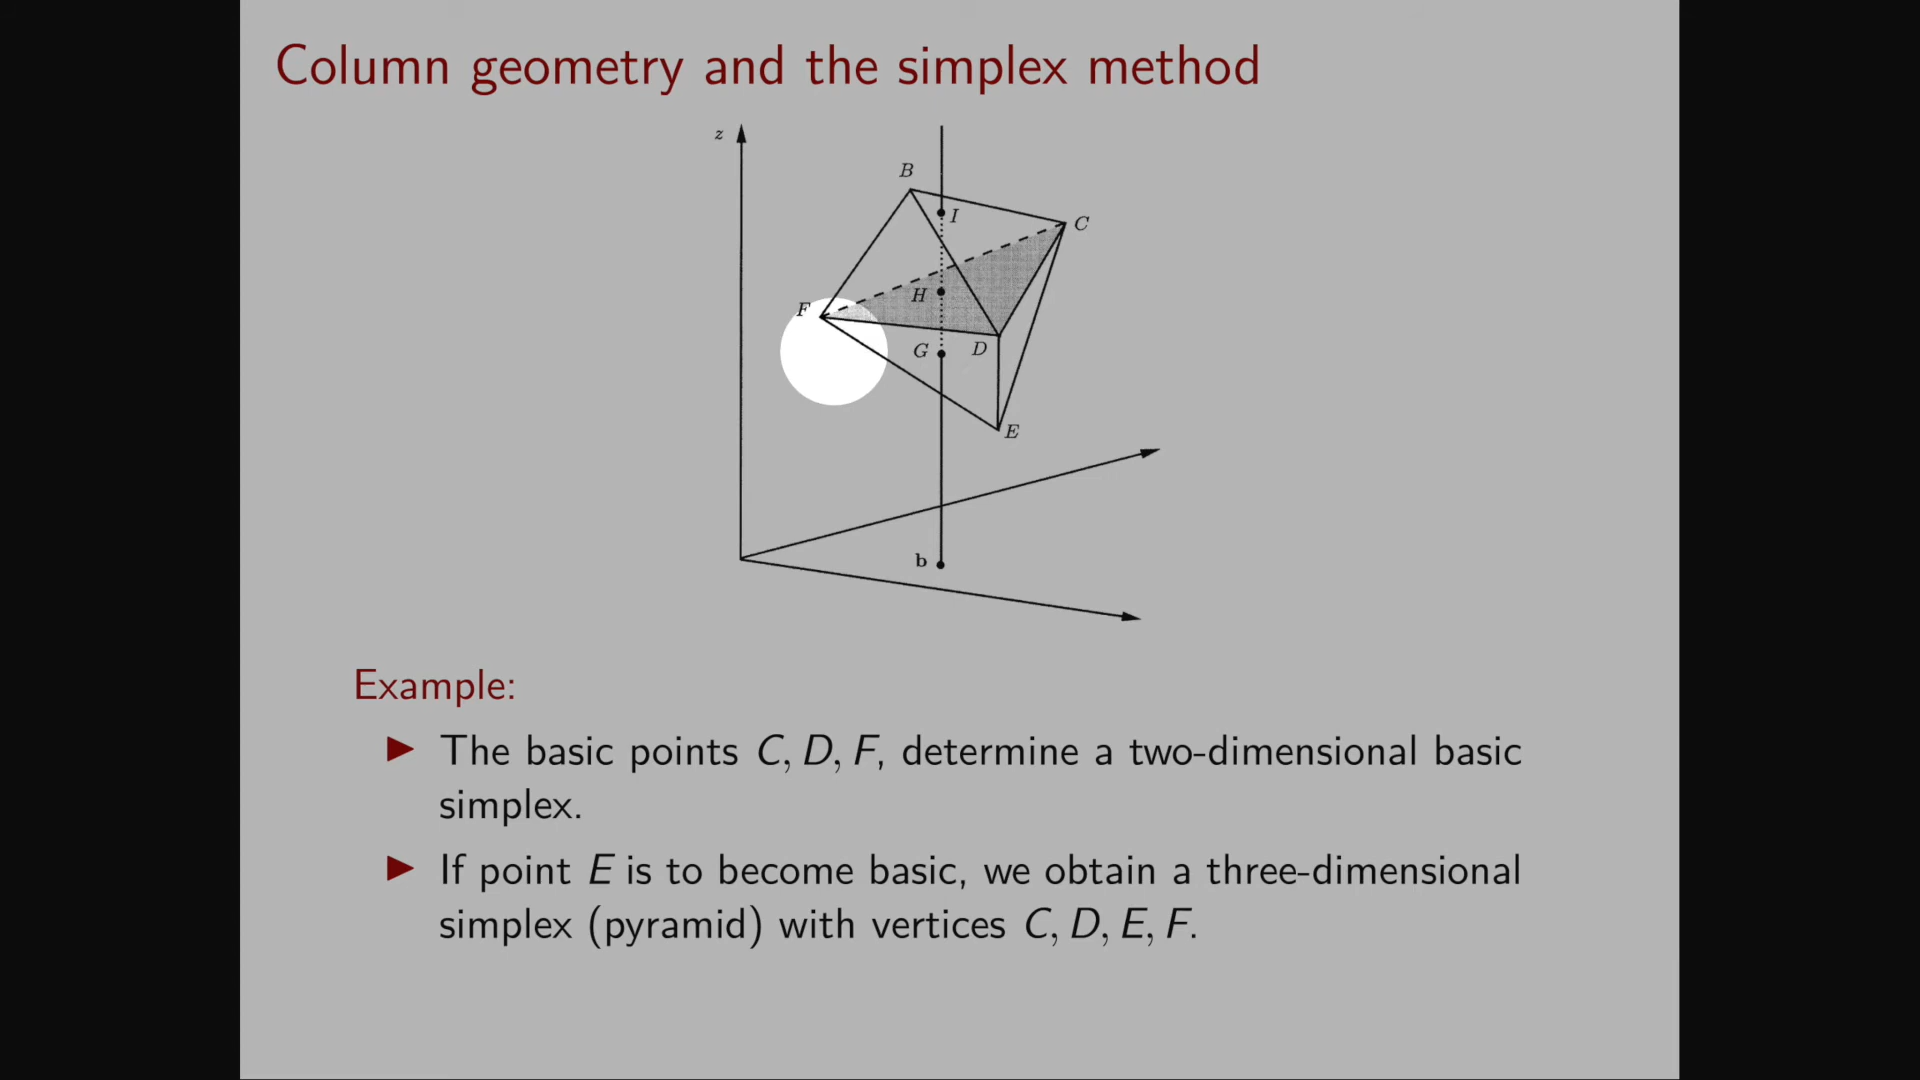 Column geometry and the simplex method
z
B
I
C
H
F
G
D
E
b
Example:
▶ The basic points C, D, F, determine a two-dimensional basic
simplex.
▶ If point E is to become basic, we obtain a three-dimensional
simplex (pyramid) with vertices C, D, E, F.